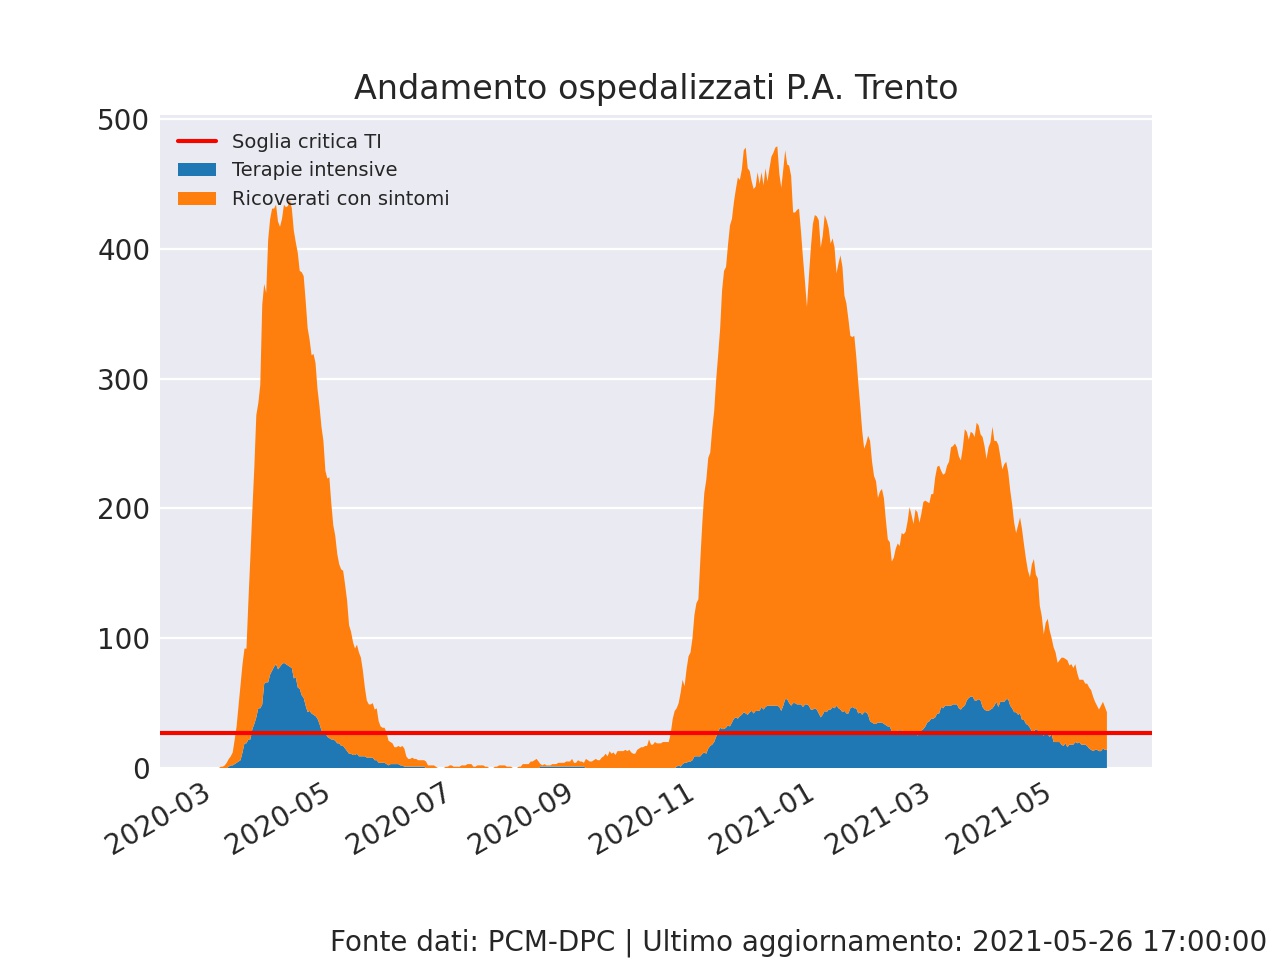 Andamento ospedalizzati P.A. Trento
500
400
300
200
100
0
Soglia critica TI
Terapie intensive
Ricoverati con sintomi
2020-03
2020-05
2020-07
2020-09
2020-11
2021-01
2021-03
2021-05
Fonte dati: PCM-DPC | Ultimo aggiornamento: 2021-05-26 17:00:00